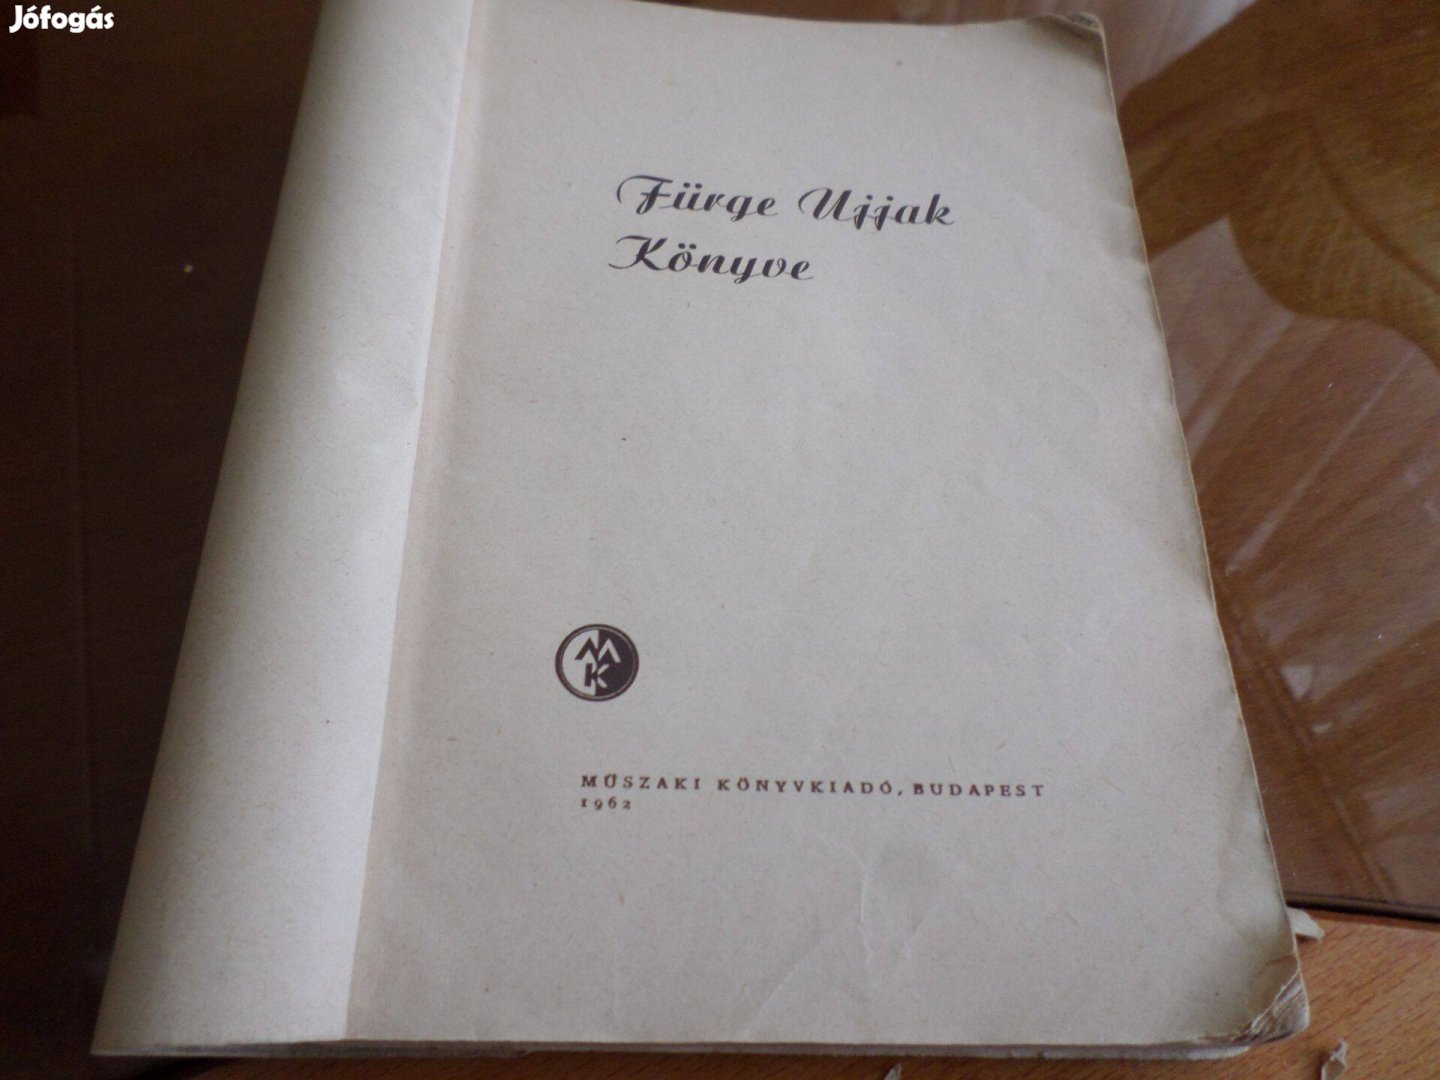 Jófogás
Fürge Ujjak
Könyve
MK
MŰSZAKI KÖNYVKIADÓ, BUDAPEST
1962